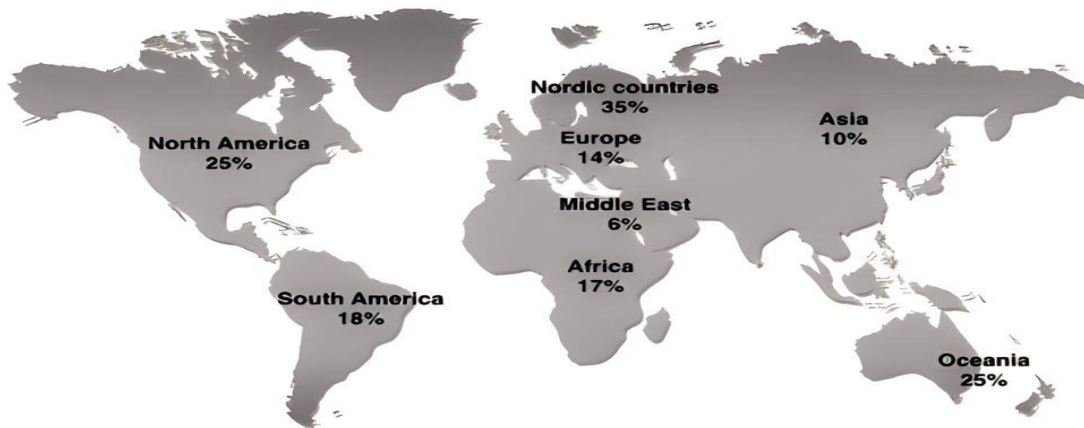 Nordic countries
35%
North America
25%
Europe
14%
Asia
10%
Middle East
6%
Africa
17%
South America
18%
Oceania
25%